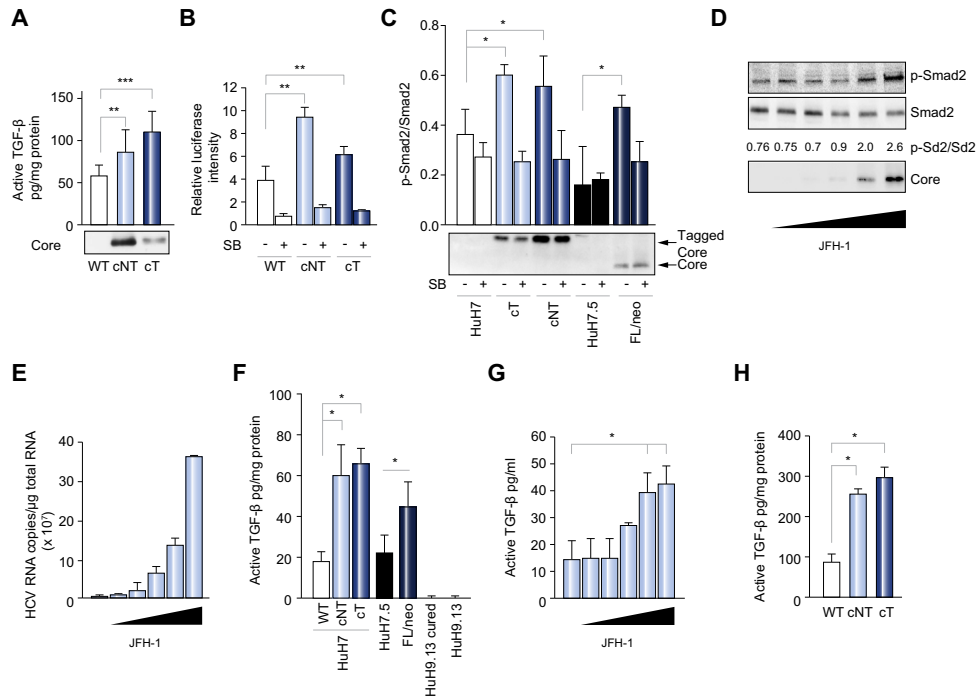 A
Active TGF-β
pg/mg protein
150
100
50
0
***
**
Core
WT cNT cT
B
Relative luciferase
intensity
12
10
8
6
4
2
0
**
**
- + - + - +
SB
WT cNT cT
C
p-Smad2/Smad2
0.8
0.6
0.4
0.2
0.0
*
*
*
Tagged
Core
Core
- + - + - + - + - +
SB
HuH7
cT
cNT
HuH7.5
FL/neo
D
p-Smad2
Smad2
0.76 0.75 0.7 0.9 2.0 2.6 p-Sd2/Sd2
Core
JFH-1
E
HCV RNA copies/µg total RNA
(x 10⁷)
40
30
20
10
0
JFH-1
F
Active TGF-β pg/mg protein
100
80
60
40
20
0
*
*
*
WT
cNT
cT
HuH7
HuH7.5
FL/neo
HuH9.13 cured
HuH9.13
G
Active TGF-β pg/ml
60
50
40
30
20
10
0
*
JFH-1
H
Active TGF-β pg/mg protein
400
300
200
100
0
*
*
WT cNT cT